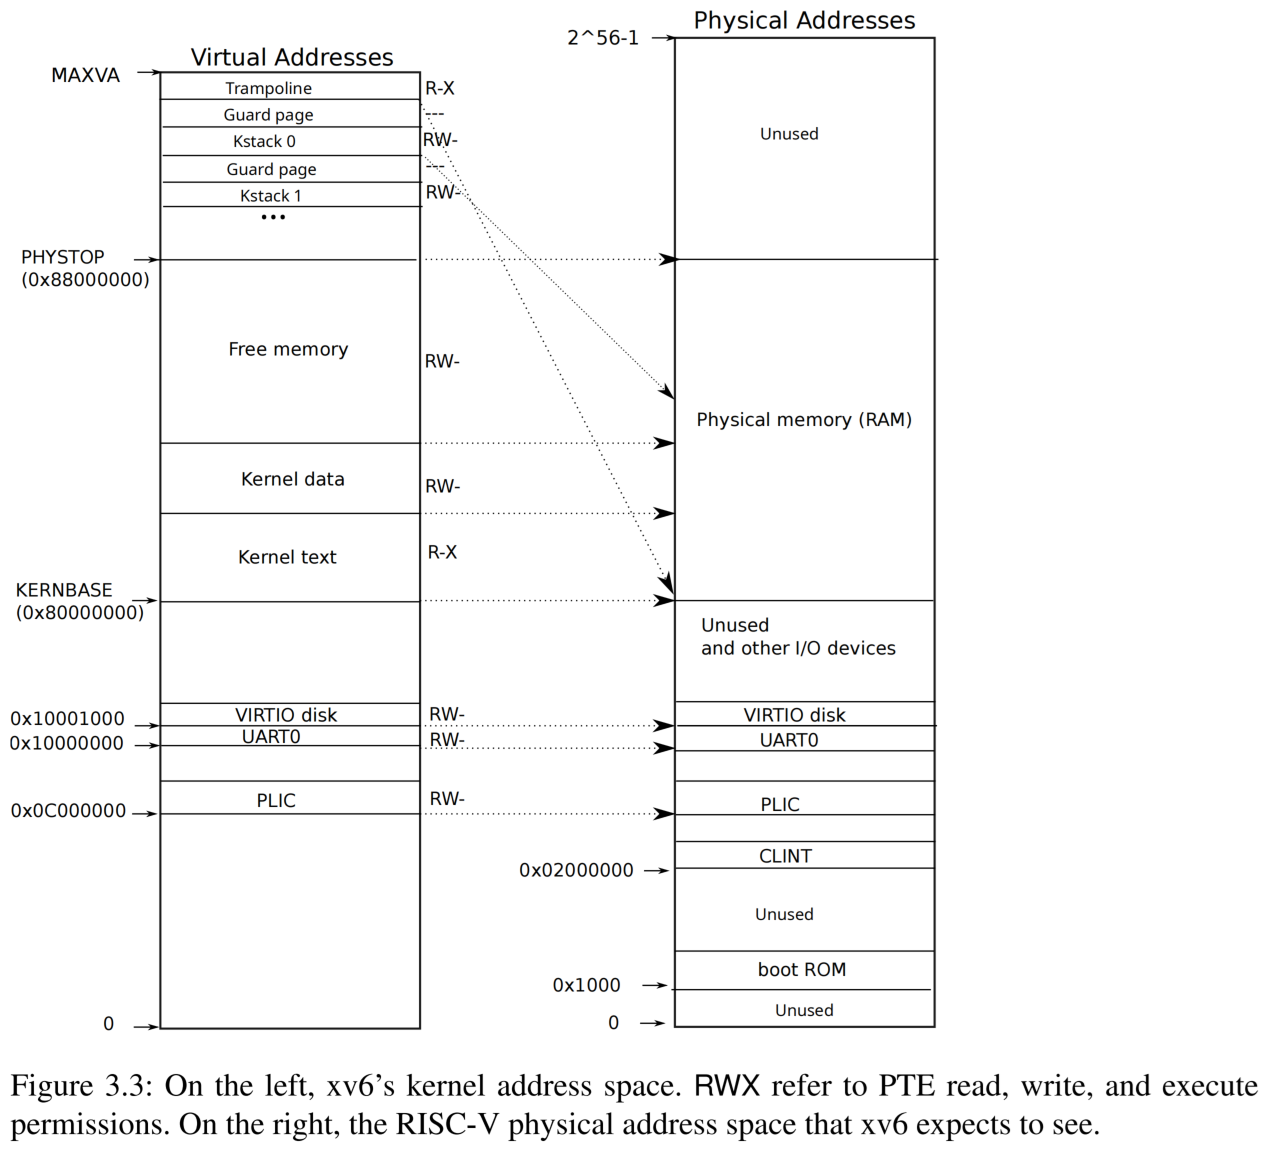 Physical Addresses
2^56-1
Virtual Addresses
MAXVA
Trampoline
R-X
Guard page
---
Unused
Kstack 0
RW-
Guard page
---
Kstack 1
RW-
•••
PHYSTOP
(0x88000000)
Free memory
RW-
Physical memory (RAM)
Kernel data
RW-
Kernel text
R-X
KERNBASE
(0x80000000)
Unused
and other I/O devices
0x10001000
VIRTIO disk
RW-
VIRTIO disk
0x10000000
UART0
RW-
UART0
0x0C000000
PLIC
RW-
PLIC
CLINT
0x02000000
Unused
boot ROM
0x1000
Unused
0
0
Figure 3.3: On the left, xv6’s kernel address space. RWX refer to PTE read, write, and execute
permissions. On the right, the RISC-V physical address space that xv6 expects to see.